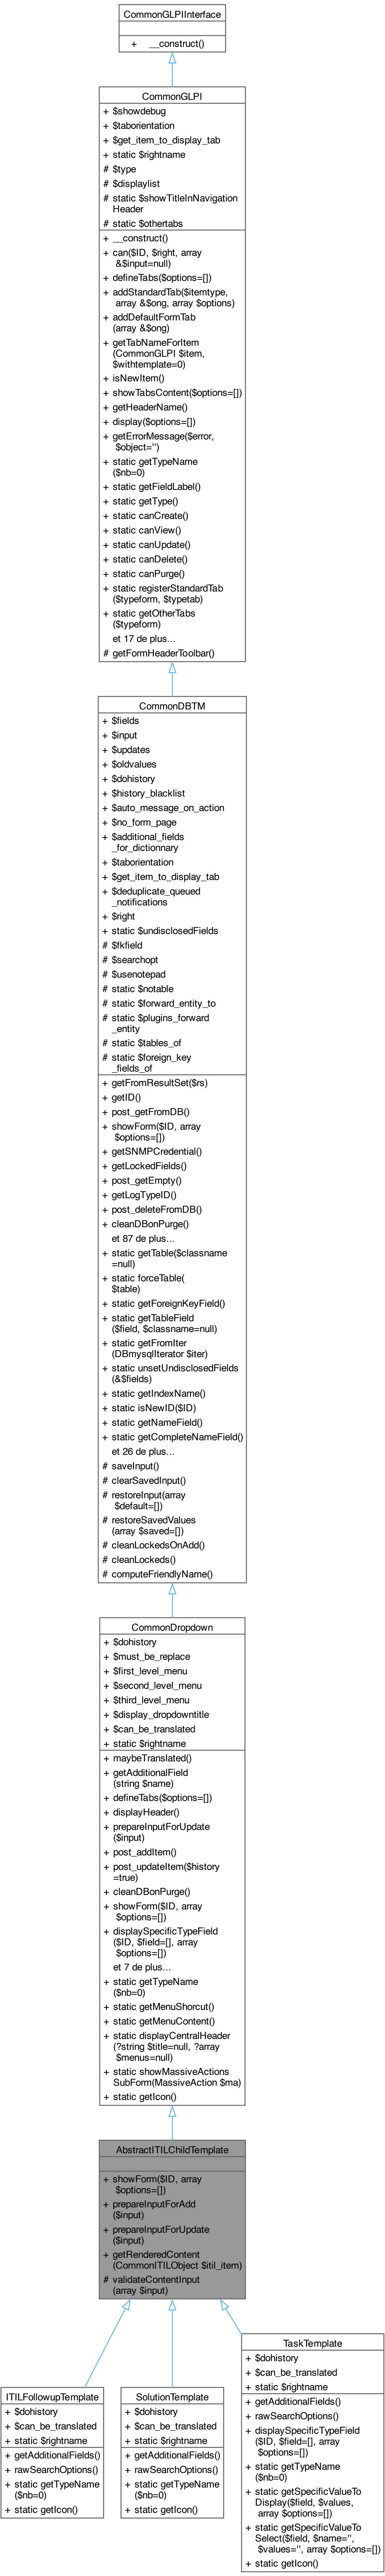 CommonGLPIInterface
+ __construct()
CommonGLPI
+ $showdebug
+ $taborientation
+ $get_item_to_display_tab
+ static $rightname
# $type
# $displaylist
# static $showTitleInNavigation
Header
# static $othertabs
+ __construct()
+ can($ID, $right, array
&$input=null)
+ defineTabs($options=[])
+ addStandardTab($itemtype,
array &$ong, array $options)
+ addDefaultFormTab
(array &$ong)
+ getTabNameForItem
(CommonGLPI $item,
$withtemplate=0)
+ isNewItem()
+ showTabsContent($options=[])
+ getHeaderName()
+ display($options=[])
+ getErrorMessage($error,
$object='')
+ static getTypeName
($nb=0)
+ static getFieldLabel()
+ static getType()
+ static canCreate()
+ static canView()
+ static canUpdate()
+ static canDelete()
+ static canPurge()
+ static registerStandardTab
($typeform, $typetab)
+ static getOtherTabs
($typeform)
et 17 de plus...
# getFormHeaderToolbar()
CommonDBTM
+ $fields
+ $input
+ $updates
+ $oldvalues
+ $dohistory
+ $history_blacklist
+ $auto_message_on_action
+ $no_form_page
+ $additional_fields
_for_dictionnary
+ $taborientation
+ $get_item_to_display_tab
+ $deduplicate_queued
_notifications
+ $right
+ static $undisclosedFields
# $fkfield
# $searchopt
# $usenotepad
# static $notable
# static $forward_entity_to
# static $plugins_forward
_entity
# static $tables_of
# static $foreign_key
_fields_of
+ getFromResultSet($rs)
+ getID()
+ post_getFromDB()
+ showForm($ID, array
$options=[])
+ getSNMPCredential()
+ getLockedFields()
+ post_getEmpty()
+ getLogTypeID()
+ post_deleteFromDB()
+ cleanDBonPurge()
et 87 de plus...
+ static getTable($classname
=null)
+ static forceTable(
$table)
+ static getForeignKeyField()
+ static getTableField
($field, $classname=null)
+ static getFromIter
(DBmysqlIterator $iter)
+ static unsetUndisclosedFields
(&$fields)
+ static getIndexName()
+ static isNewID($ID)
+ static getNameField()
+ static getCompleteNameField()
et 26 de plus...
# saveInput()
# clearSavedInput()
# restoreInput(array
$default=[])
# restoreSavedValues
(array $saved=[])
# cleanLockedsOnAdd()
# cleanLockeds()
# computeFriendlyName()
CommonDropdown
+ $dohistory
+ $must_be_replace
+ $first_level_menu
+ $second_level_menu
+ $third_level_menu
+ $display_dropdowntitle
+ $can_be_translated
+ static $rightname
+ maybeTranslated()
+ getAdditionalField
(string $name)
+ defineTabs($options=[])
+ displayHeader()
+ prepareInputForUpdate
($input)
+ post_addItem()
+ post_updateItem($history
=true)
+ cleanDBonPurge()
+ showForm($ID, array
$options=[])
+ displaySpecificTypeField
($ID, $field=[], array
$options=[])
et 7 de plus...
+ static getTypeName
($nb=0)
+ static getMenuShorcut()
+ static getMenuContent()
+ static displayCentralHeader
(?string $title=null, ?array
$menus=null)
+ static showMassiveActions
SubForm(MassiveAction $ma)
+ static getIcon()
AbstractITILChildTemplate
+ showForm($ID, array
$options=[])
+ prepareInputForAdd
($input)
+ prepareInputForUpdate
($input)
+ getRenderedContent
(CommonITILObject $itil_item)
# validateContentInput
(array $input)
ITILFollowupTemplate
+ $dohistory
+ $can_be_translated
+ static $rightname
+ getAdditionalFields()
+ rawSearchOptions()
+ static getTypeName
($nb=0)
+ static getIcon()
SolutionTemplate
+ $dohistory
+ $can_be_translated
+ static $rightname
+ getAdditionalFields()
+ rawSearchOptions()
+ static getTypeName
($nb=0)
+ static getIcon()
TaskTemplate
+ $dohistory
+ $can_be_translated
+ static $rightname
+ getAdditionalFields()
+ rawSearchOptions()
+ displaySpecificTypeField
($ID, $field=[], array
$options=[])
+ static getTypeName
($nb=0)
+ static getSpecificValueTo
Display($field, $values,
array $options=[])
+ static getSpecificValueTo
Select($field, $name='',
$values='', array $options=[])
+ static getIcon()